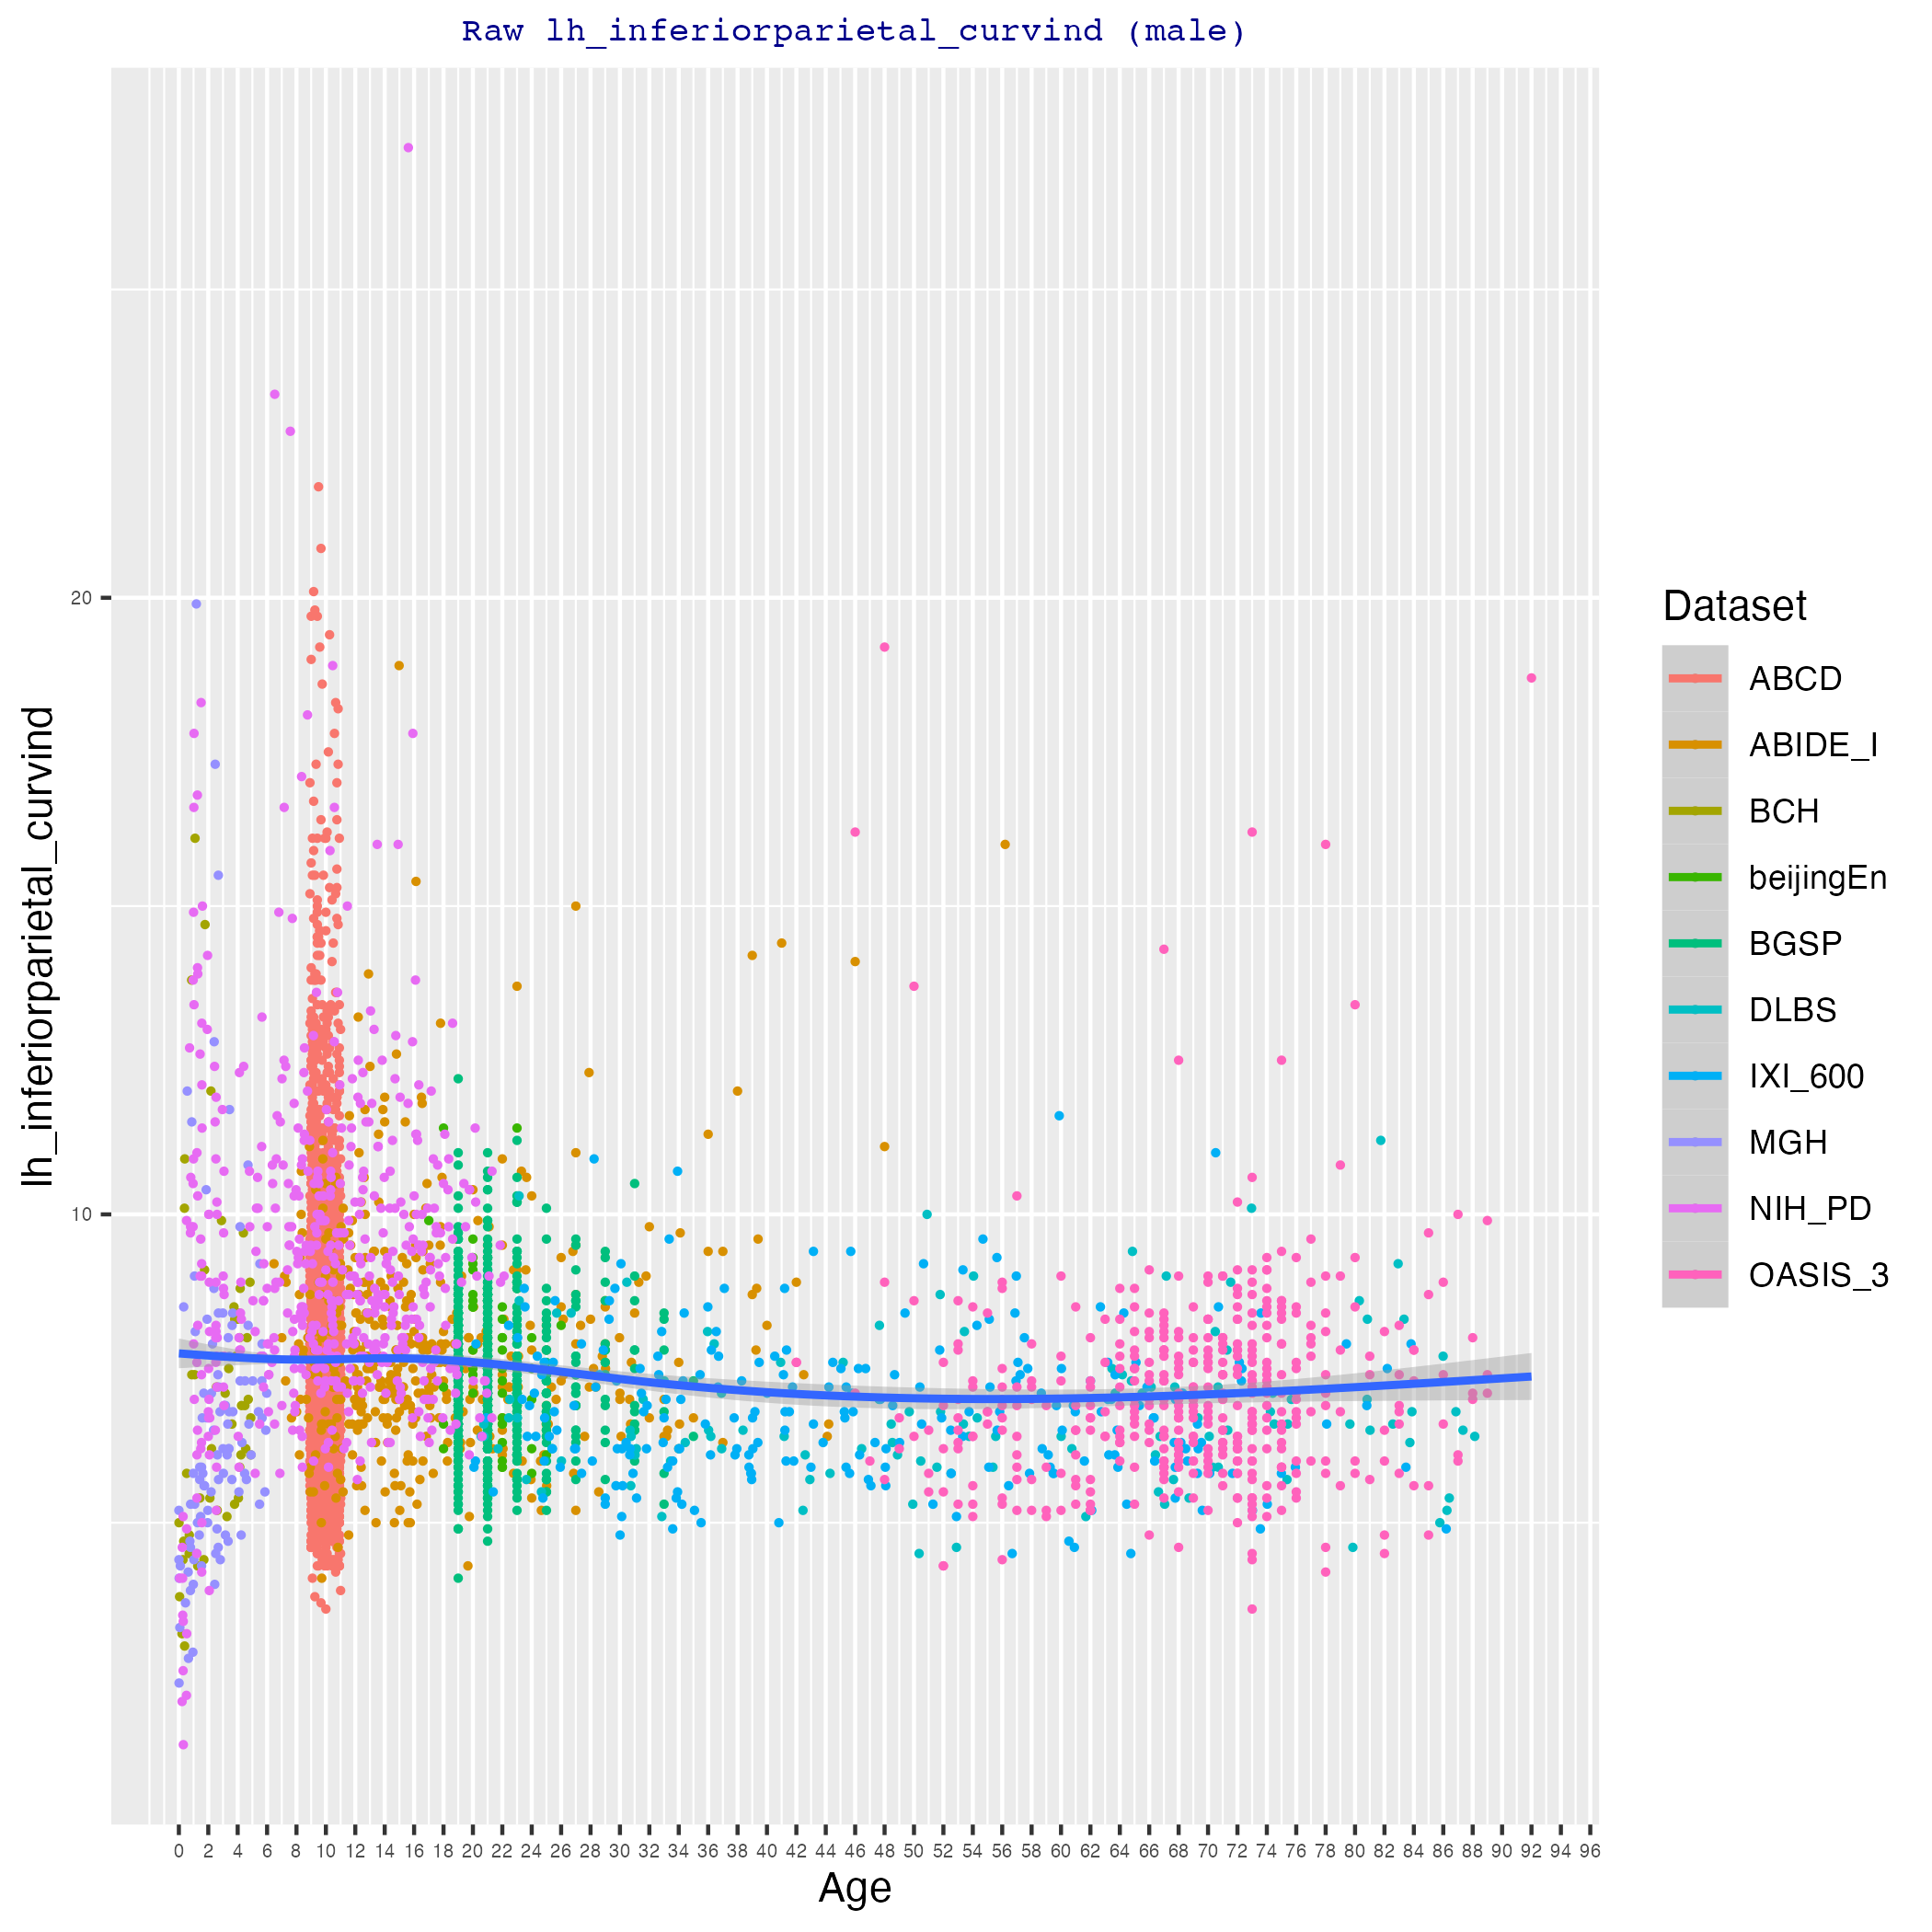 Raw lh_inferiorparietal_curvind (male)
lh_inferiorparietal_curvind
20
10
0 2 4 6 8 10 12 14 16 18 20 22 24 26 28 30 32 34 36 38 40 42 44 46 48 50 52 54 56 58 60 62 64 66 68 70 72 74 76 78 80 82 84 86 88 90 92 94 96
Age
Dataset
ABCD
ABIDE_I
BCH
beijingEn
BGSP
DLBS
IXI_600
MGH
NIH_PD
OASIS_3